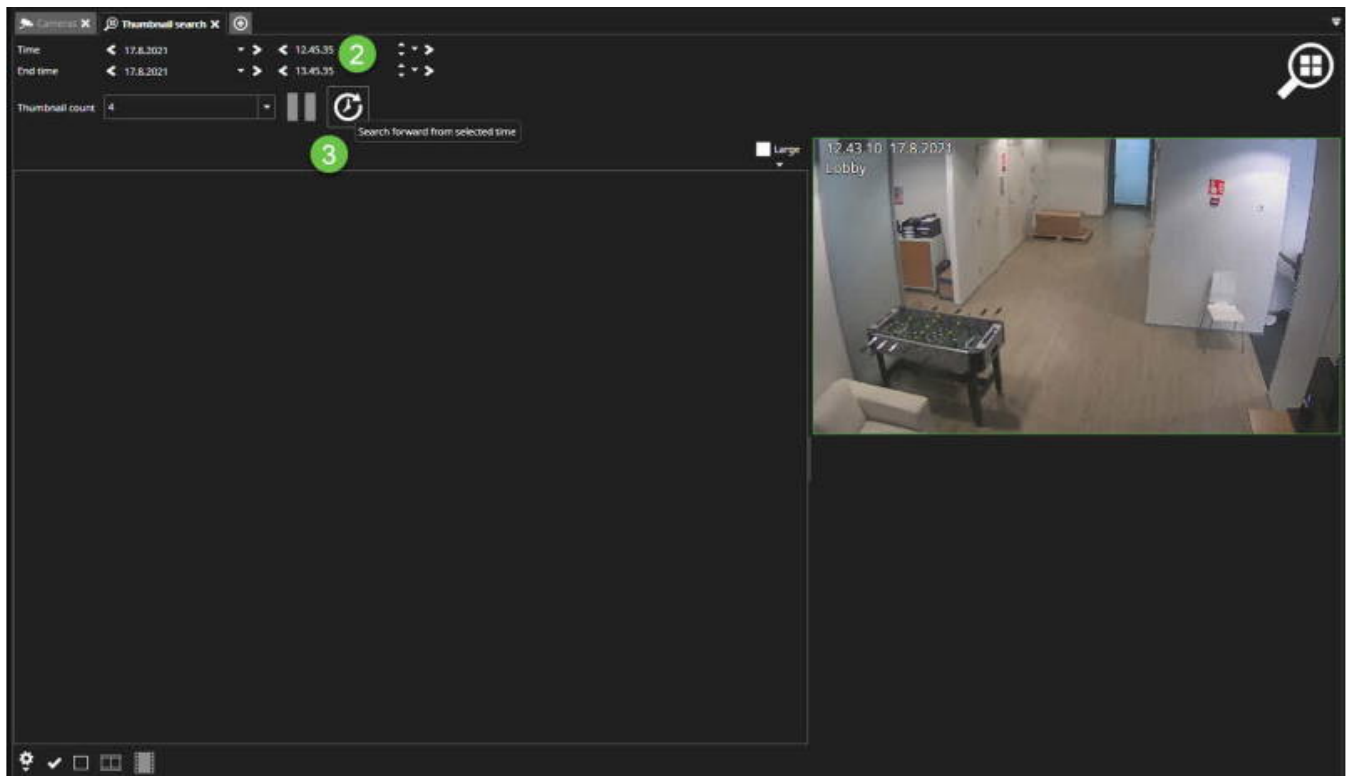 Cameras Thumbnail search
Time 17.8.2021 12.45.35
2
End time 17.8.2021 13.45.35
Thumbnail count 4
Search forward from selected time
3
Large
12.43.10 17.8.2021
Lobby